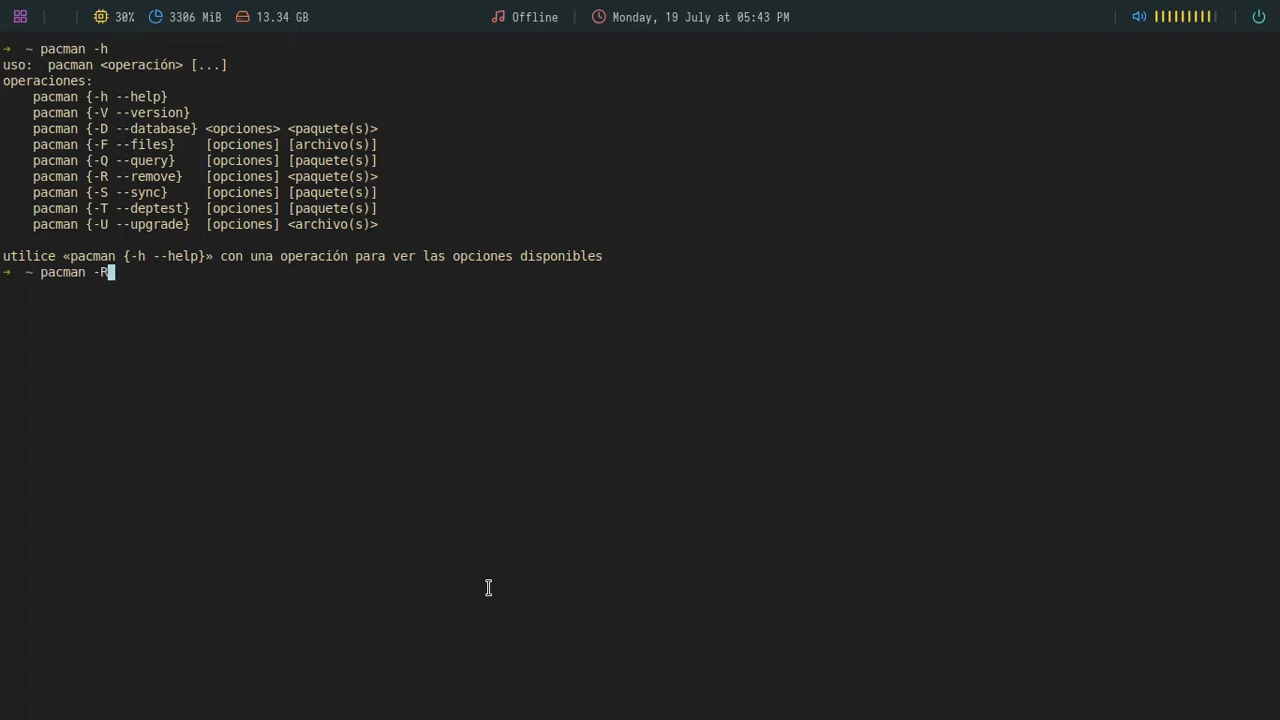 30% 3306 MiB 13.34 GB Offline Monday, 19 July at 05:43 PM
➜ ~ pacman -h
uso:  pacman <operación> [...]
operaciones:
    pacman {-h --help}
    pacman {-V --version}
    pacman {-D --database} <opciones> <paquete(s)>
    pacman {-F --files}    [opciones] [archivo(s)]
    pacman {-Q --query}    [opciones] [paquete(s)]
    pacman {-R --remove}   [opciones] <paquete(s)>
    pacman {-S --sync}     [opciones] [paquete(s)]
    pacman {-T --deptest}  [opciones] [paquete(s)]
    pacman {-U --upgrade}  [opciones] <archivo(s)>
utilice «pacman {-h --help}» con una operación para ver las opciones disponibles
➜ ~ pacman -R